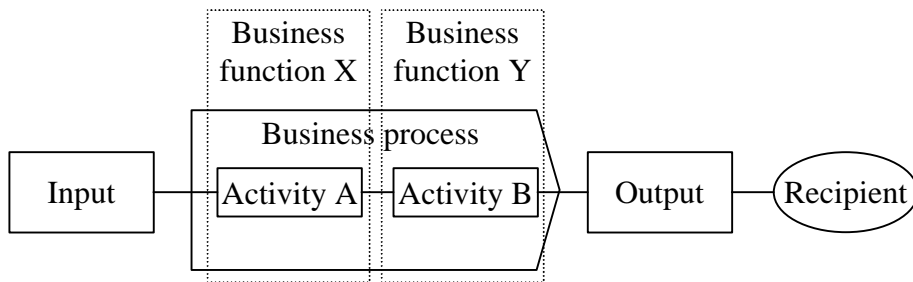 Business
function X
Business
function Y
Business process
Input
Activity A
Activity B
Output
Recipient